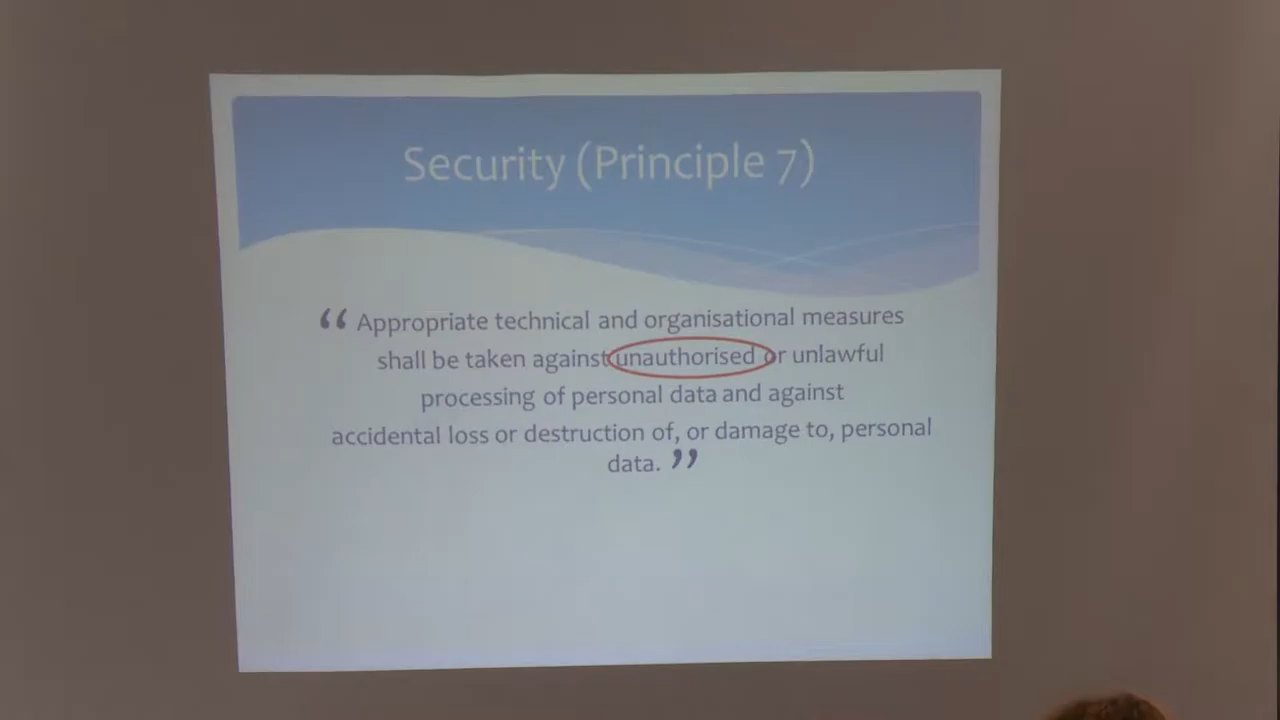 Security (Principle 7)
“ Appropriate technical and organisational measures
shall be taken against unauthorised or unlawful
processing of personal data and against
accidental loss or destruction of, or damage to, personal
data. ”